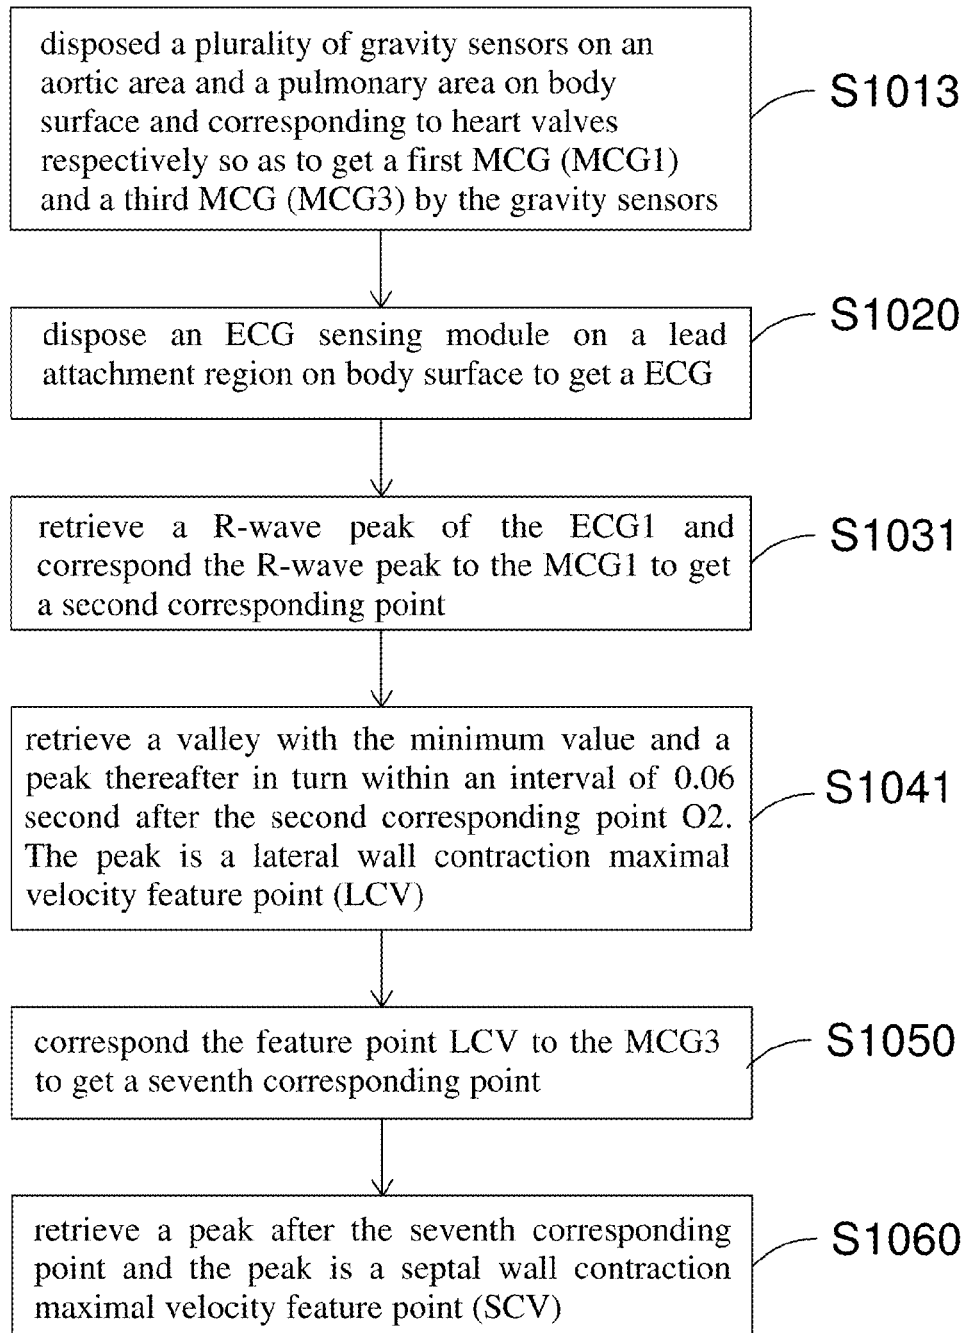 disposed a plurality of gravity sensors on an
aortic area and a pulmonary area on body
surface and corresponding to heart valves
respectively so as to get a first MCG (MCG1)
and a third MCG (MCG3) by the gravity sensors
S1013
dispose an ECG sensing module on a lead
attachment region on body surface to get a ECG
S1020
retrieve a R-wave peak of the ECG1 and
correspond the R-wave peak to the MCG1 to get
a second corresponding point
S1031
retrieve a valley with the minimum value and a
peak thereafter in turn within an interval of 0.06
second after the second corresponding point O2.
The peak is a lateral wall contraction maximal
velocity feature point (LCV)
S1041
correspond the feature point LCV to the MCG3
to get a seventh corresponding point
S1050
retrieve a peak after the seventh corresponding
point and the peak is a septal wall contraction
maximal velocity feature point (SCV)
S1060